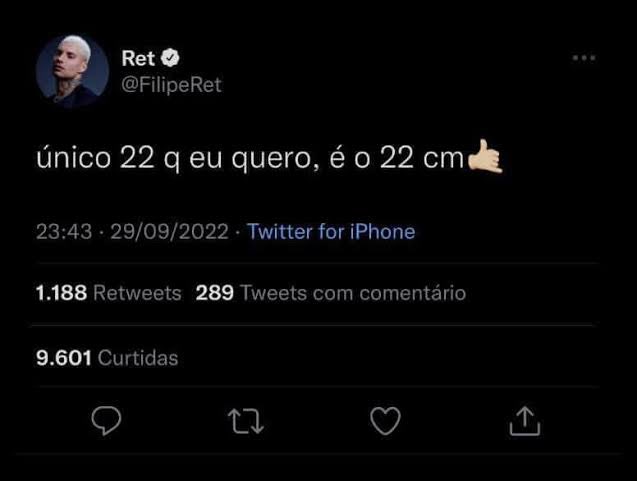 Ret
@FilipeRet
único 22 q eu quero, é o 22 cm🤙🏼
23:43 · 29/09/2022 · Twitter for iPhone
1.188 Retweets 289 Tweets com comentário
9.601 Curtidas